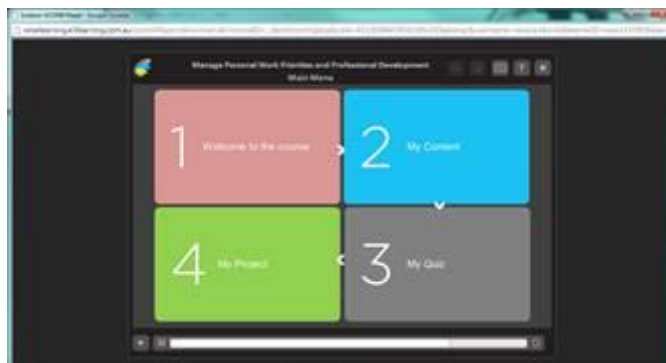 Manage Personal Work Priorities and Professional Development
Main Menu
1 Welcome to the course
2 My Content
4 My Project
3 My Quiz